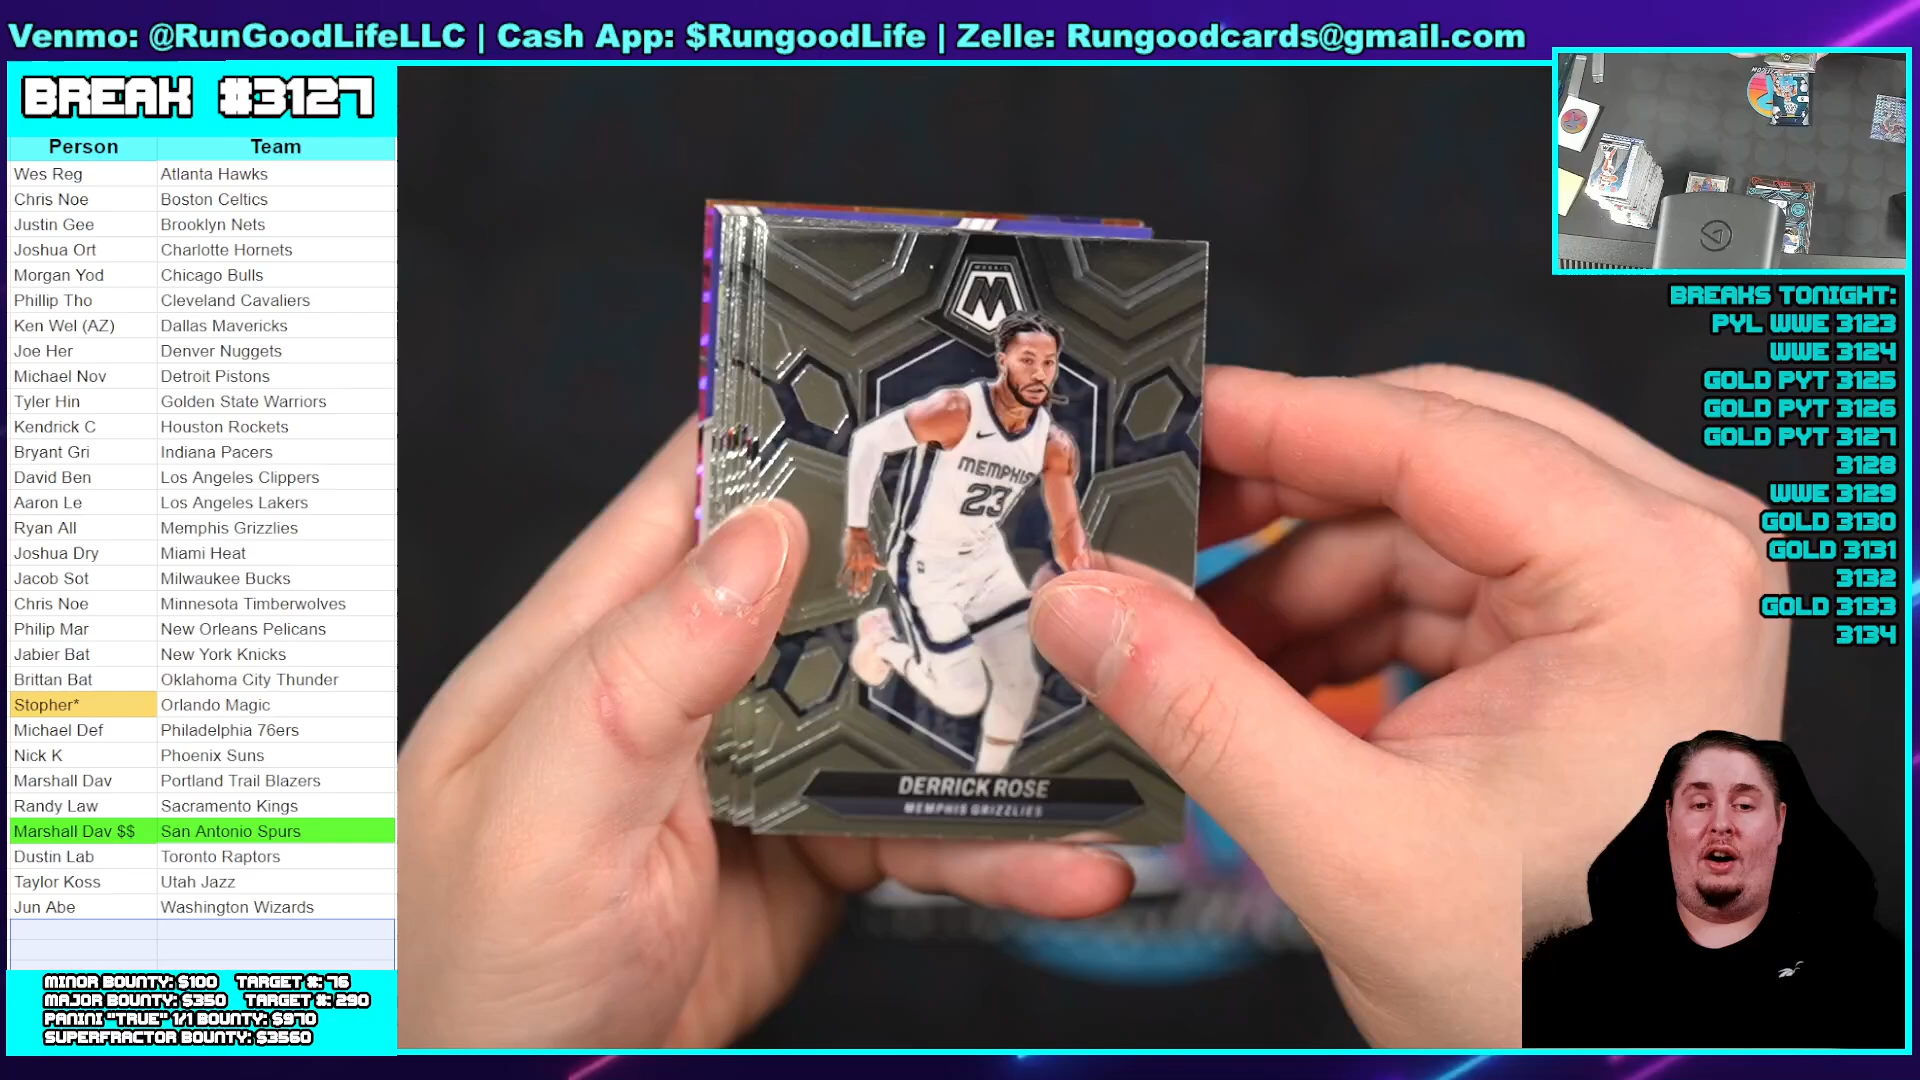 Venmo: @RunGoodLifeLLC | Cash App: $RungoodLife | Zelle: Rungoodcards@gmail.com
BREAK #3127
Person Team
Wes Reg Atlanta Hawks
Chris Noe Boston Celtics
Justin Gee Brooklyn Nets
Joshua Ort Charlotte Hornets
Morgan Yod Chicago Bulls
Phillip Tho Cleveland Cavaliers
Ken Wel (AZ) Dallas Mavericks
Joe Her Denver Nuggets
Michael Nov Detroit Pistons
Tyler Hin Golden State Warriors
Kendrick C Houston Rockets
Bryant Gri Indiana Pacers
David Ben Los Angeles Clippers
Aaron Le Los Angeles Lakers
Ryan All Memphis Grizzlies
Joshua Dry Miami Heat
Jacob Sot Milwaukee Bucks
Chris Noe Minnesota Timberwolves
Philip Mar New Orleans Pelicans
Jabier Bat New York Knicks
Brittan Bat Oklahoma City Thunder
Stopher* Orlando Magic
Michael Def Philadelphia 76ers
Nick K Phoenix Suns
Marshall Dav Portland Trail Blazers
Randy Law Sacramento Kings
Marshall Dav $$ San Antonio Spurs
Dustin Lab Toronto Raptors
Taylor Koss Utah Jazz
Jun Abe Washington Wizards
MINOR BOUNTY: $100 TARGET #: 76
MAJOR BOUNTY: $350 TARGET #: 290
PANINI "TRUE" 1/1 BOUNTY: $970
SUPERFRACTOR BOUNTY: $3560
MOSAIC
M
MEMPHIS
23
DERRICK ROSE
MEMPHIS GRIZZLIES
BREAKS TONIGHT:
PYL WWE 3123
WWE 3124
GOLD PYT 3125
GOLD PYT 3126
GOLD PYT 3127
3128
WWE 3129
GOLD 3130
GOLD 3131
3132
GOLD 3133
3134